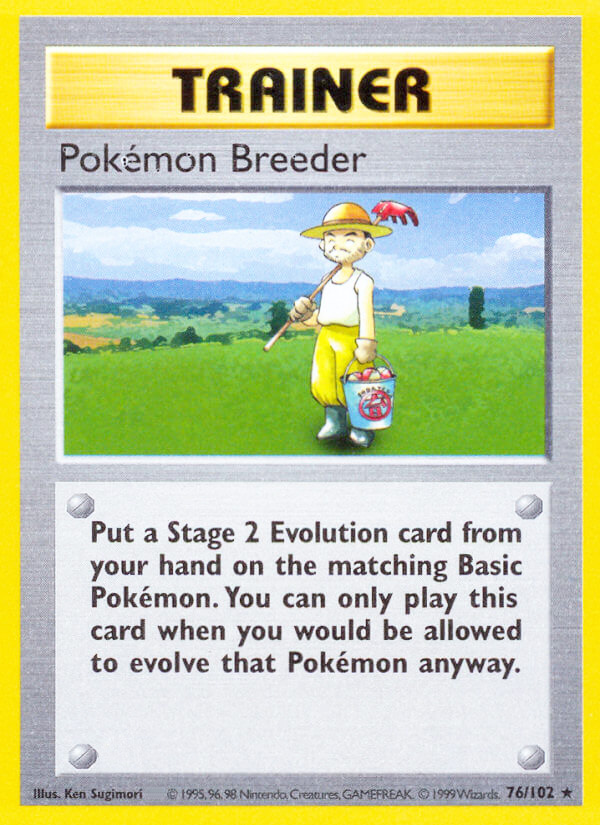 TRAINER
Pokémon Breeder
Put a Stage 2 Evolution card from
your hand on the matching Basic
Pokémon. You can only play this
card when you would be allowed
to evolve that Pokémon anyway.
Illus. Ken Sugimori © 1995, 96, 98 Nintendo, Creatures, GAMEFREAK. © 1999 Wizards. 76/102 ★